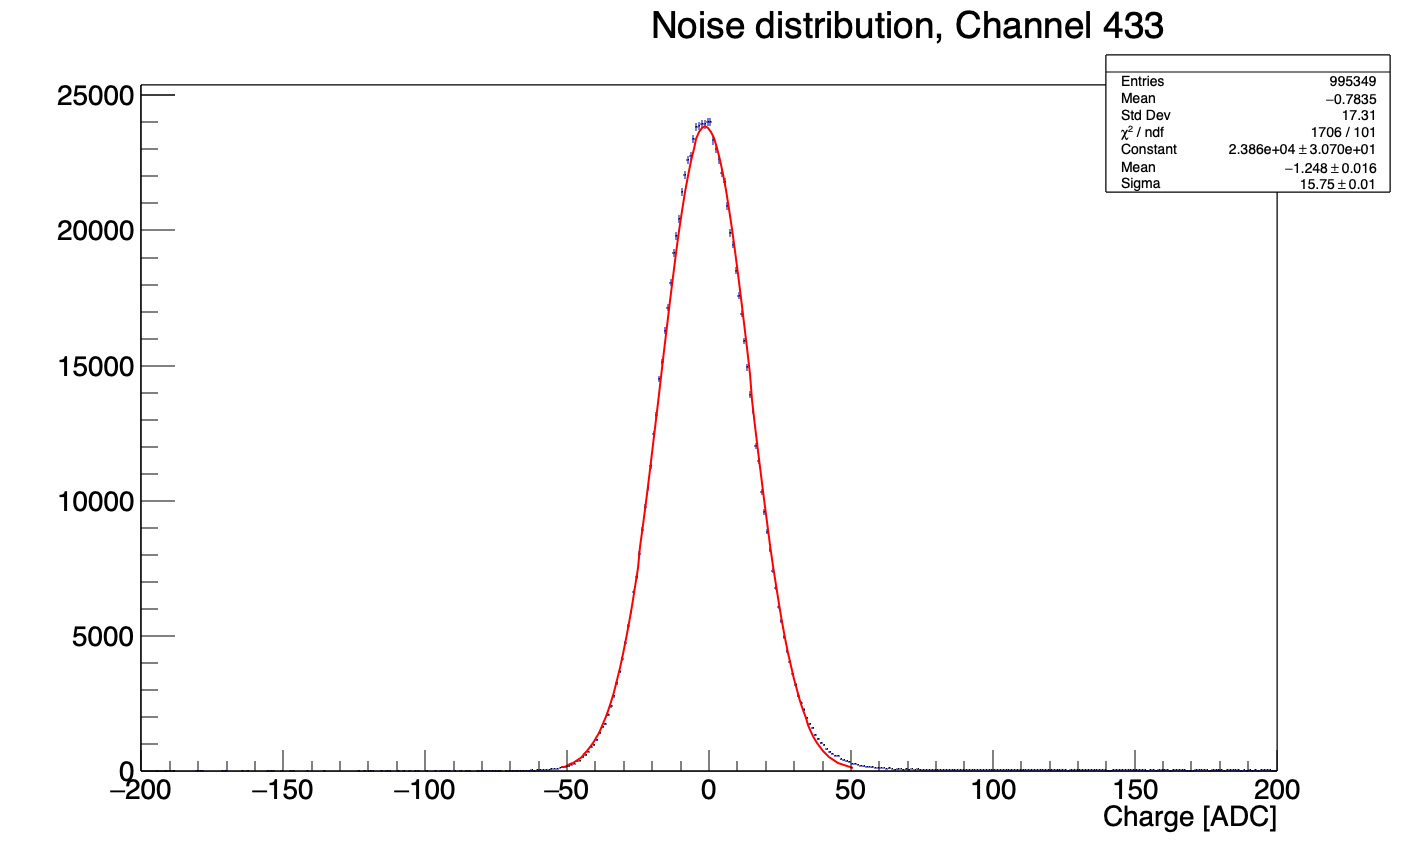 Noise distribution, Channel 433
Entries 995349
Mean −0.7835
Std Dev 17.31
χ² / ndf 1706 / 101
Constant 2.386e+04 ± 3.070e+01
Mean −1.248 ± 0.016
Sigma 15.75 ± 0.01
25000
20000
15000
10000
5000
0
−200 −150 −100 −50 0 50 100 150 200
Charge [ADC]